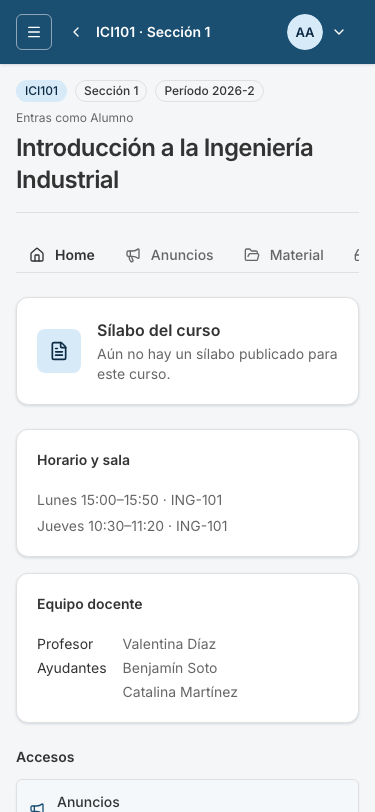 ICI101 · Sección 1
AA
ICI101
Sección 1
Período 2026-2
Entras como Alumno
Introducción a la Ingeniería
Industrial
Home
Anuncios
Material
Sílabo del curso
Aún no hay un sílabo publicado para
este curso.
Horario y sala
Lunes 15:00–15:50 · ING-101
Jueves 10:30–11:20 · ING-101
Equipo docente
Profesor Valentina Díaz
Ayudantes Benjamín Soto
Catalina Martínez
Accesos
Anuncios